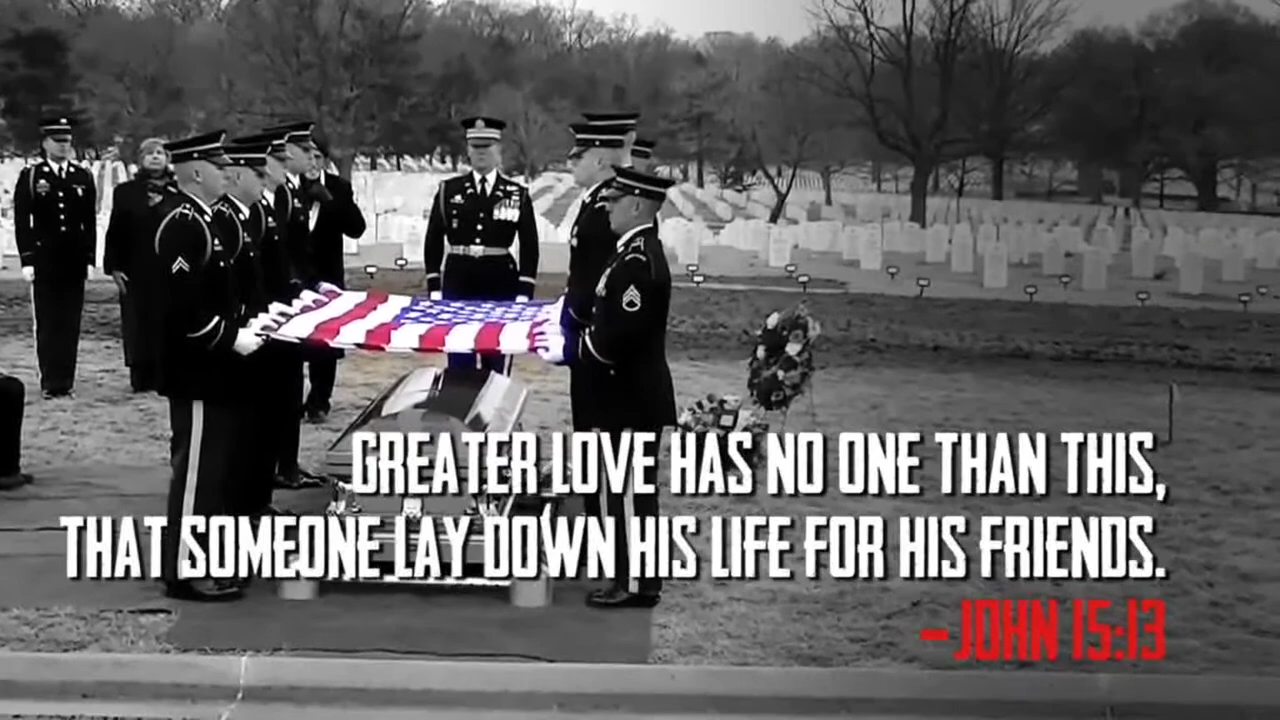 GREATER LOVE HAS NO ONE THAN THIS,
THAT SOMEONE LAY DOWN HIS LIFE FOR HIS FRIENDS.
-JOHN 15:13